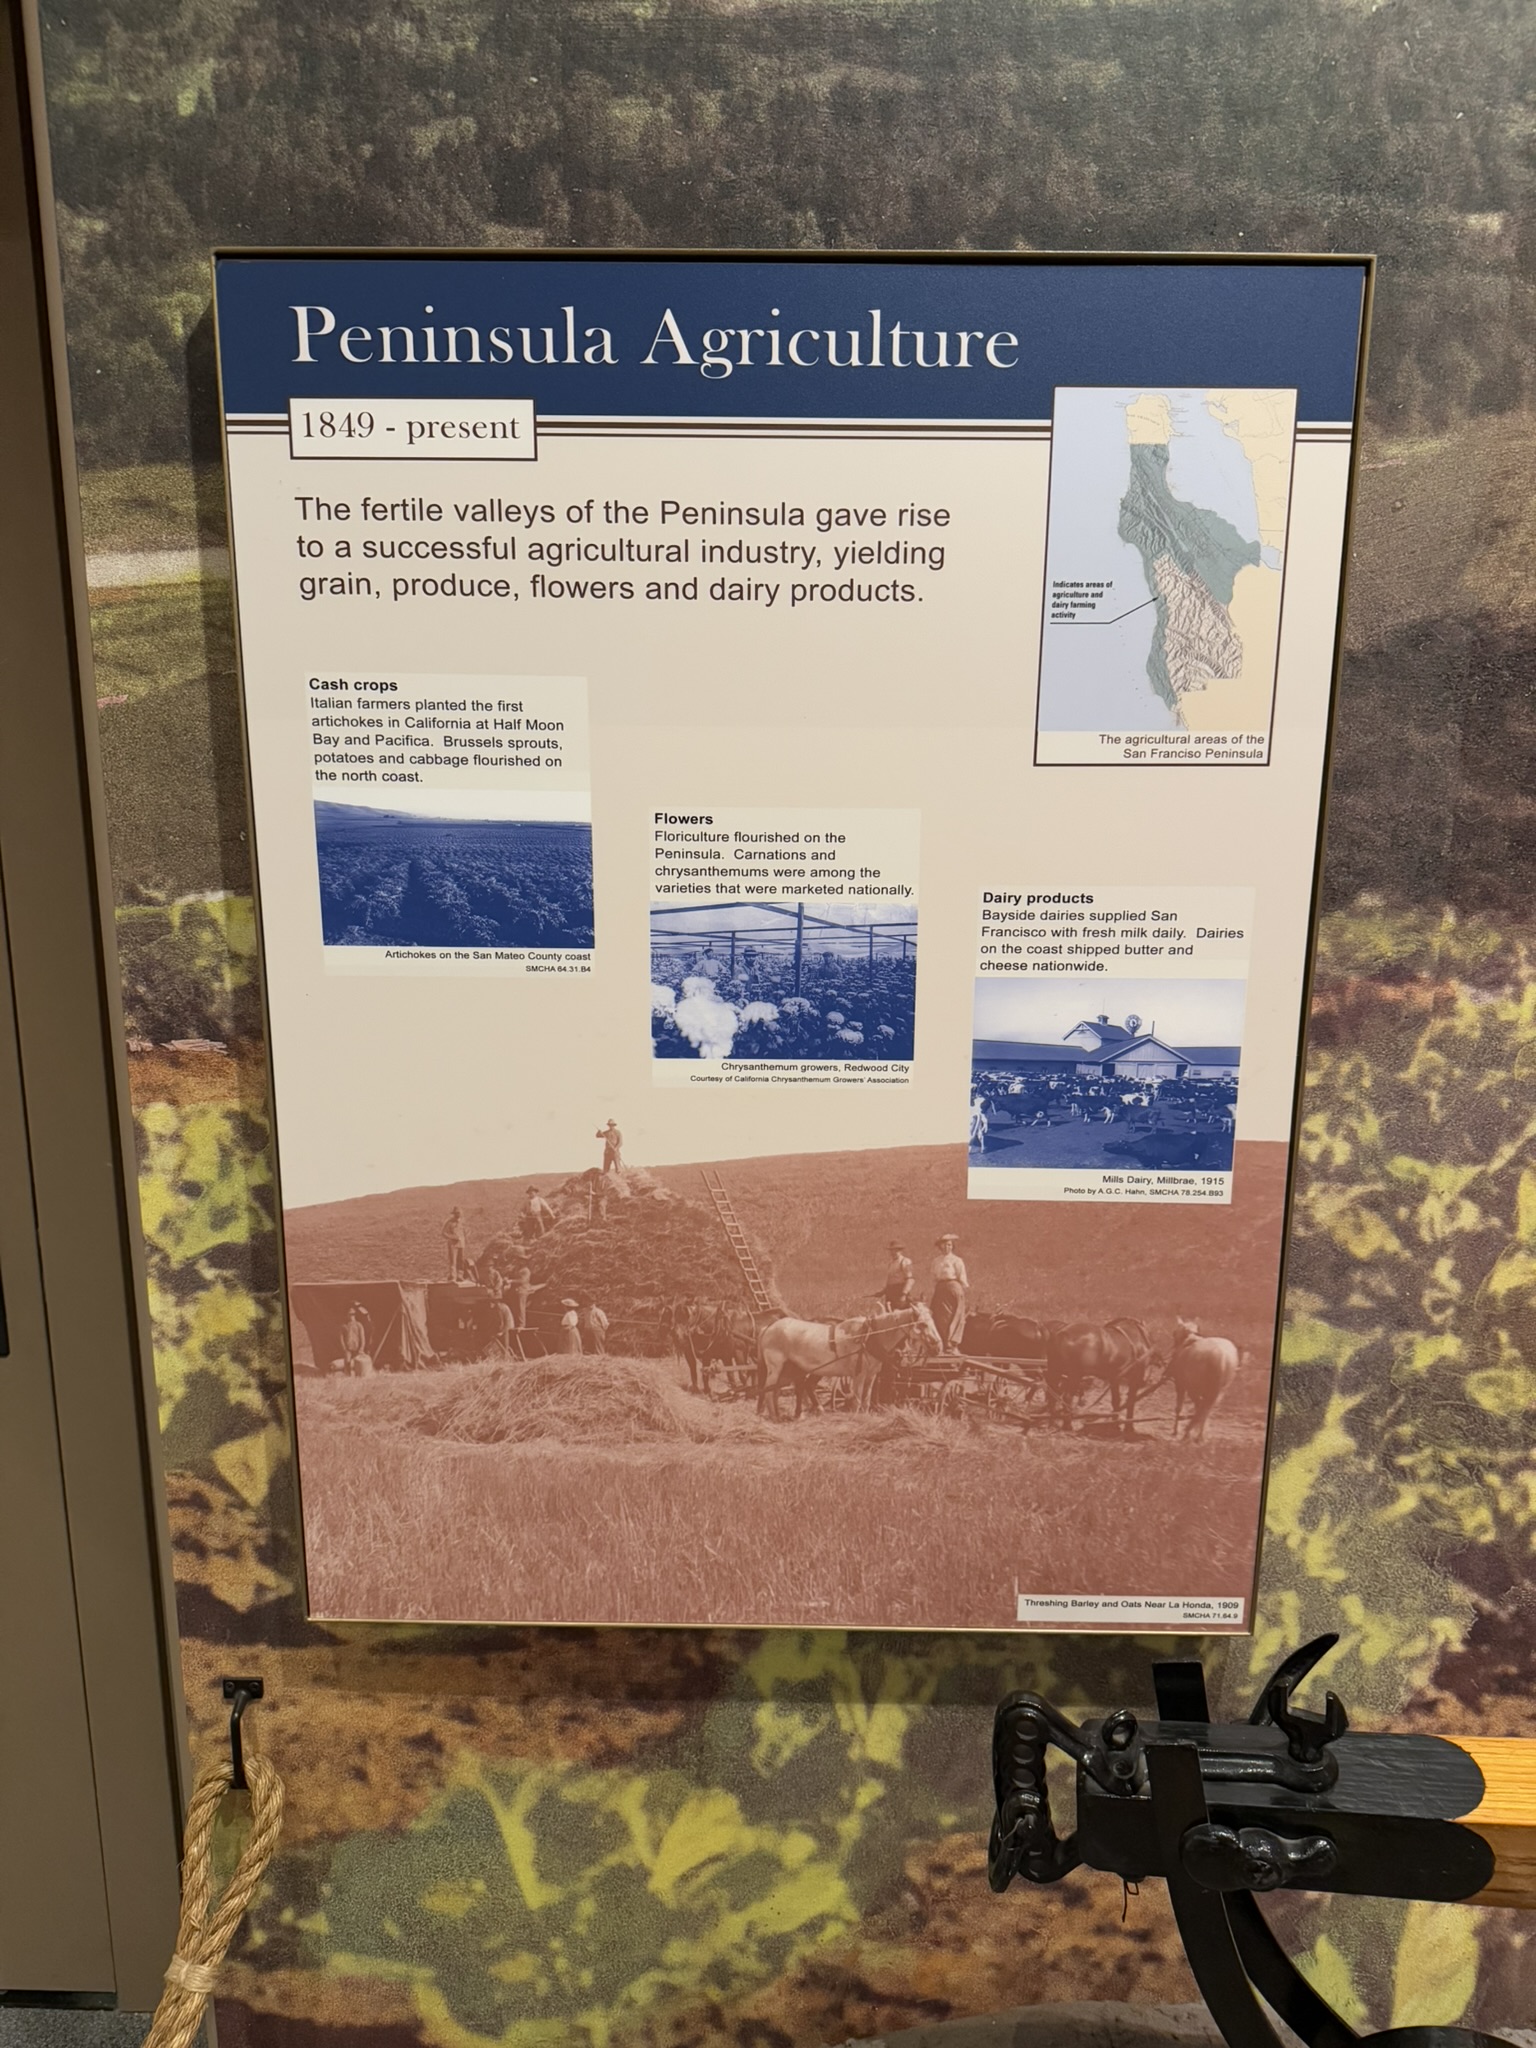 Peninsula Agriculture
1849 - present
The fertile valleys of the Peninsula gave rise
to a successful agricultural industry, yielding
grain, produce, flowers and dairy products.
Indicates areas of
agriculture and
dairy farming
activity
The agricultural areas of the
San Franciso Peninsula
Cash crops
Italian farmers planted the first
artichokes in California at Half Moon
Bay and Pacifica. Brussels sprouts,
potatoes and cabbage flourished on
the north coast.
Artichokes on the San Mateo County coast
SMCHA 64.31.B4
Flowers
Floriculture flourished on the
Peninsula. Carnations and
chrysanthemums were among the
varieties that were marketed nationally.
Chrysanthemum growers, Redwood City
Courtesy of California Chrysanthemum Growers' Association
Dairy products
Bayside dairies supplied San
Francisco with fresh milk daily. Dairies
on the coast shipped butter and
cheese nationwide.
Mills Dairy, Millbrae, 1915
Photo by A.G.C. Hahn, SMCHA 78.254.B93
Threshing Barley and Oats Near La Honda, 1909
SMCHA 71.64.9